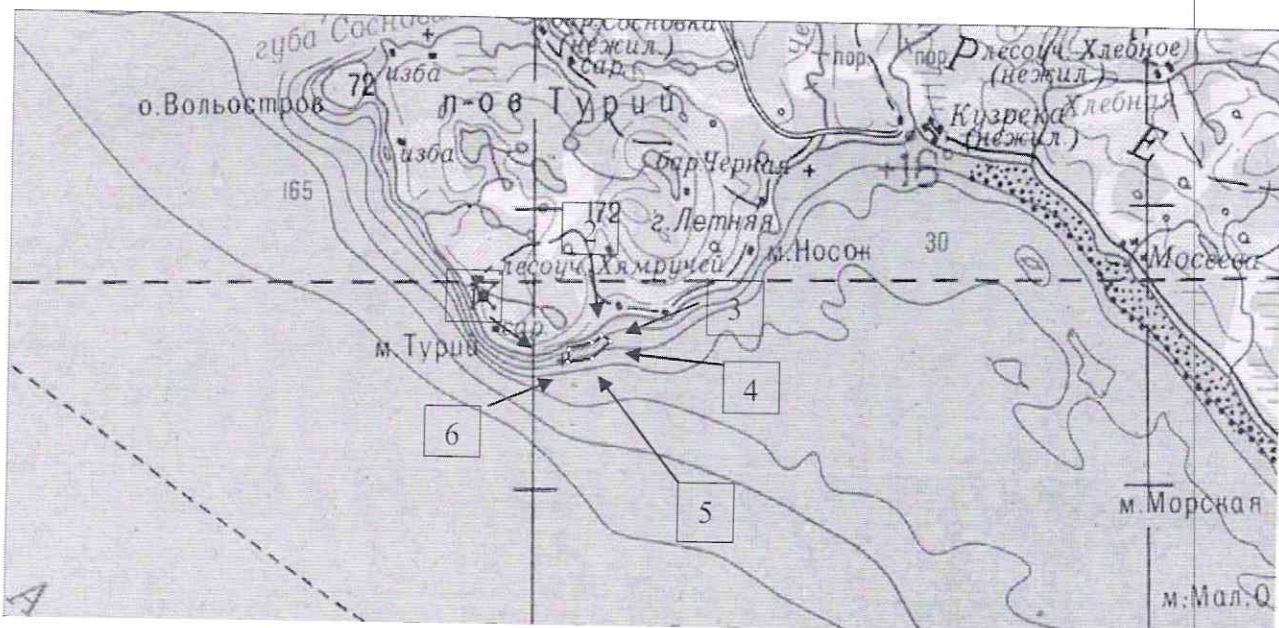 губа Сосновая
бар. Сосновка
(нежил.)
сар.
изба
72
о. Вольостров
п-ов Турий
изба
165
пор.
пор.
лесоуч. Хлебное
(нежил.)
Хлебная
Кузрека
(нежил.)
Р
Е
бар. Черная
+16°
172
2
г. Летняя
30
м. Носок
Мосеева
лесоуч. Хямручей
3
сар.
м. Турий
4
6
5
м. Морская
А
м. Мал. О